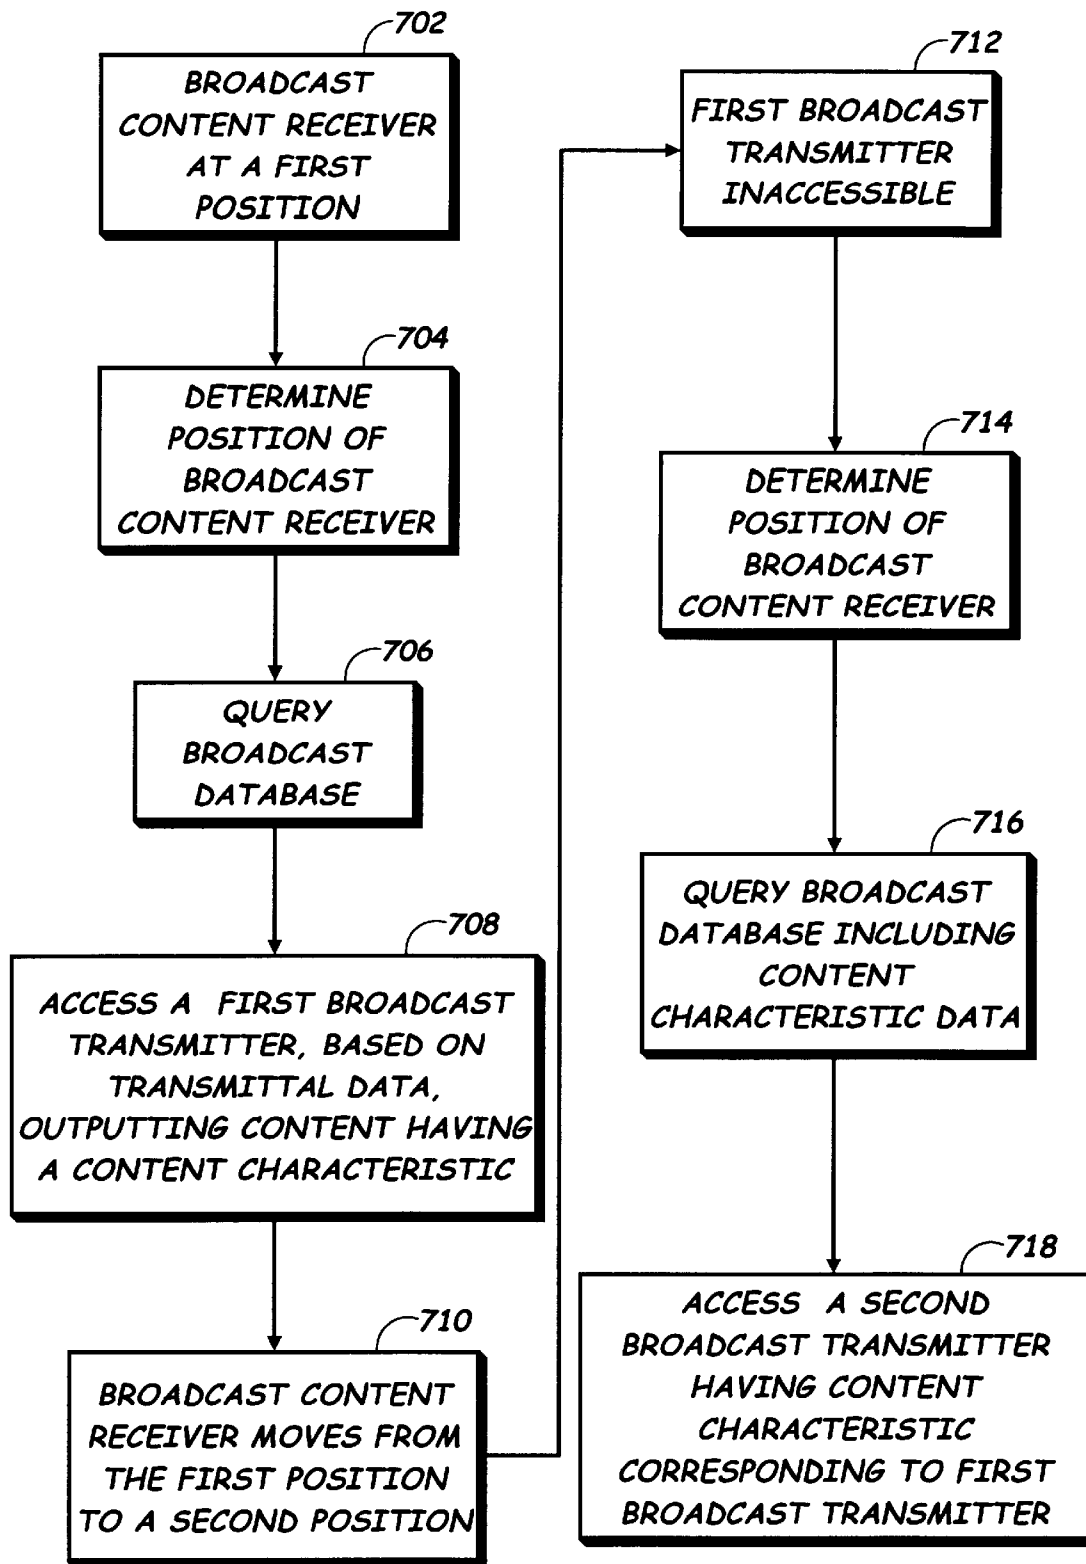 702
BROADCAST
CONTENT RECEIVER
AT A FIRST
POSITION
704
DETERMINE
POSITION OF
BROADCAST
CONTENT RECEIVER
706
QUERY
BROADCAST
DATABASE
708
ACCESS A FIRST BROADCAST
TRANSMITTER, BASED ON
TRANSMITTAL DATA,
OUTPUTTING CONTENT HAVING
A CONTENT CHARACTERISTIC
710
BROADCAST CONTENT
RECEIVER MOVES FROM
THE FIRST POSITION
TO A SECOND POSITION
712
FIRST BROADCAST
TRANSMITTER
INACCESSIBLE
714
DETERMINE
POSITION OF
BROADCAST
CONTENT RECEIVER
716
QUERY BROADCAST
DATABASE INCLUDING
CONTENT
CHARACTERISTIC DATA
718
ACCESS A SECOND
BROADCAST TRANSMITTER
HAVING CONTENT
CHARACTERISTIC
CORRESPONDING TO FIRST
BROADCAST TRANSMITTER